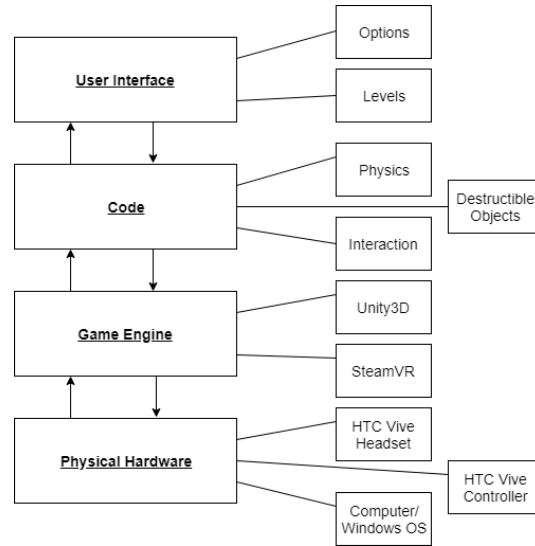 User Interface
Options
Levels
Code
Physics
Destructible
Objects
Interaction
Game Engine
Unity3D
SteamVR
Physical Hardware
HTC Vive
Headset
HTC Vive
Controller
Computer/
Windows OS